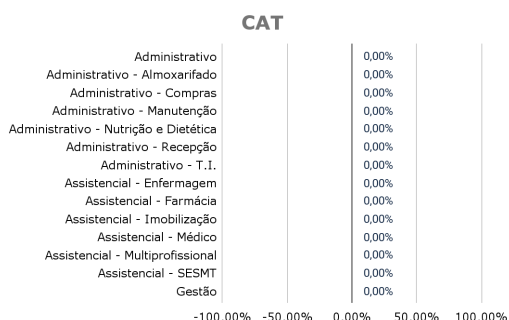 CAT
Administrativo 0,00%
Administrativo - Almoxarifado 0,00%
Administrativo - Compras 0,00%
Administrativo - Manutenção 0,00%
Administrativo - Nutrição e Dietética 0,00%
Administrativo - Recepção 0,00%
Administrativo - T.I. 0,00%
Assistencial - Enfermagem 0,00%
Assistencial - Farmácia 0,00%
Assistencial - Imobilização 0,00%
Assistencial - Médico 0,00%
Assistencial - Multiprofissional 0,00%
Assistencial - SESMT 0,00%
Gestão 0,00%
-100,00% -50,00% 0,00% 50,00% 100,00%